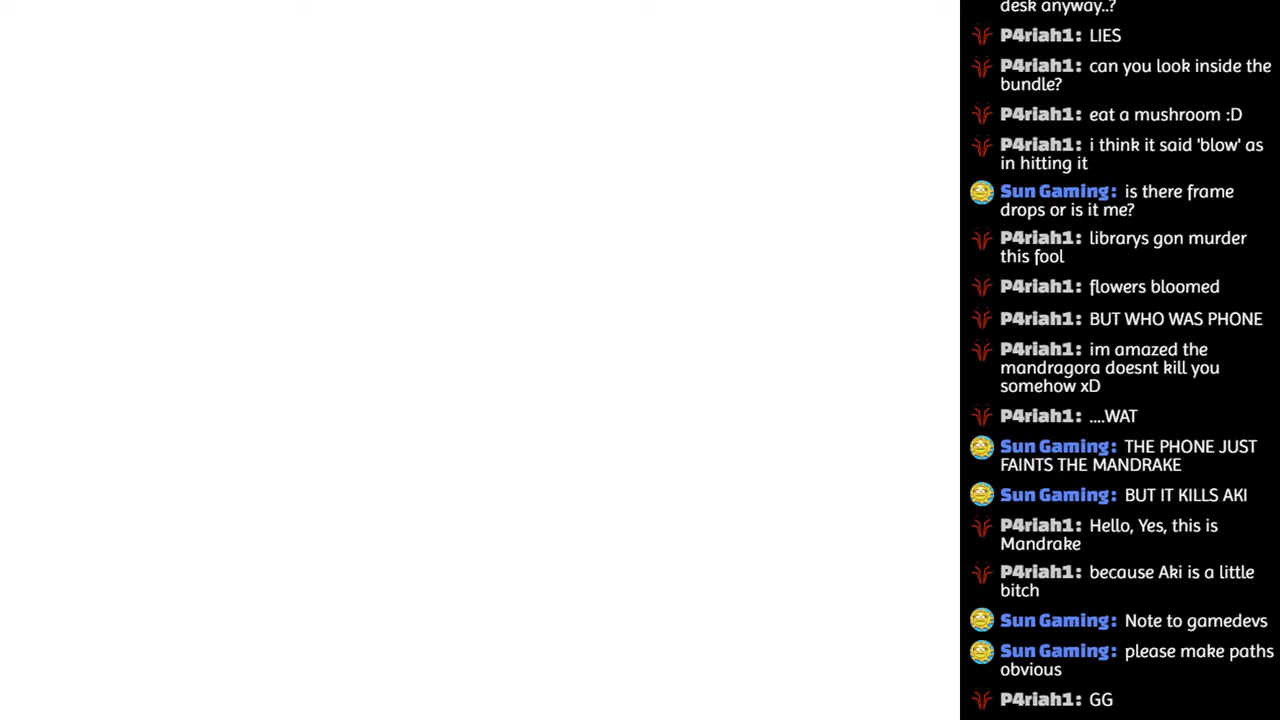 desk anyway..?
P4riah1: LIES
P4riah1: can you look inside the
bundle?
P4riah1: eat a mushroom :D
P4riah1: i think it said 'blow' as
in hitting it
Sun Gaming: is there frame
drops or is it me?
P4riah1: librarys gon murder
this fool
P4riah1: flowers bloomed
P4riah1: BUT WHO WAS PHONE
P4riah1: im amazed the
mandragora doesnt kill you
somehow xD
P4riah1: ....WAT
Sun Gaming: THE PHONE JUST
FAINTS THE MANDRAKE
Sun Gaming: BUT IT KILLS AKI
P4riah1: Hello, Yes, this is
Mandrake
P4riah1: because Aki is a little
bitch
Sun Gaming: Note to gamedevs
Sun Gaming: please make paths
obvious
P4riah1: GG